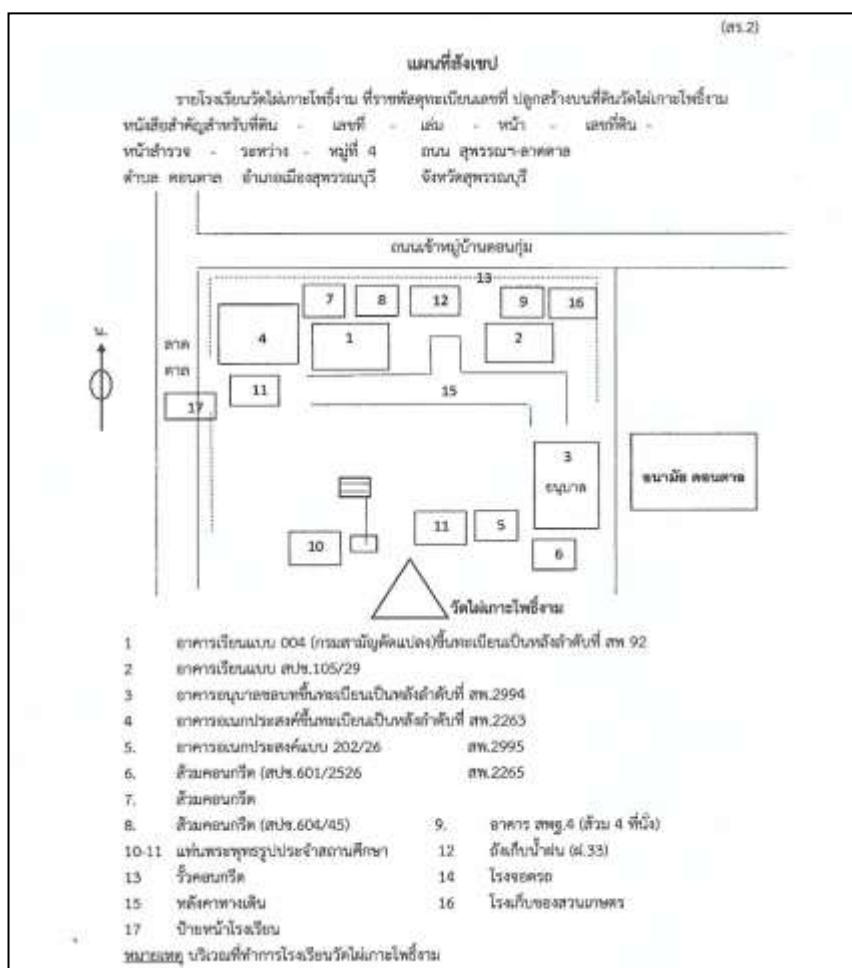 (สร.2)
แผนที่สังเขป
รายโรงเรียนวัดไผ่เกาะโพธิ์งาม ที่ราชพัสดุทะเบียนเลขที่ ปลูกสร้างบนที่ดินวัดไผ่เกาะโพธิ์งาม
หนังสือสำคัญสำหรับที่ดิน - เลขที่ - เล่ม - หน้า - เลขที่ดิน -
หน้าสำรวจ - ระหว่าง - หมู่ที่ 4 ถนน สุพรรณฯ-ลาดตาล
ตำบล ดอนตาล อำเภอเมืองสุพรรณบุรี จังหวัดสุพรรณบุรี
ถนนเข้าหมู่บ้านดอนกุ่ม
13
7 8 12 9 16
น.
ลาด
ตาล
4 1 2
11
15
17
3
อนุบาล
อนามัย ดอนตาล
11 5
10
6
วัดไผ่เกาะโพธิ์งาม
1 อาคารเรียนแบบ 004 (กรมสามัญดัดแปลง)ขึ้นทะเบียนเป็นหลังลำดับที่ สพ 92
2 อาคารเรียนแบบ สปช.105/29
3 อาคารอนุบาลชนบทขึ้นทะเบียนเป็นหลังลำดับที่ สพ.2994
4 อาคารอเนกประสงค์ขึ้นทะเบียนเป็นหลังลำดับที่ สพ.2263
5. อาคารอเนกประสงค์แบบ 202/26 สพ.2995
6. ส้วมคอนกรีต (สปช.601/2526 สพ.2265
7. ส้วมคอนกรีต
8. ส้วมคอนกรีต (สปช.604/45) 9. อาคาร สพฐ.4 (ส้วม 4 ที่นั่ง)
10-11 แท่นพระพุทธรูปประจำสถานศึกษา 12 ถังเก็บน้ำฝน (ฝ.33)
13 รั้วคอนกรีต 14 โรงจอดรถ
15 หลังคาทางเดิน 16 โรงเก็บของสวนเกษตร
17 ป้ายหน้าโรงเรียน
หมายเหตุ บริเวณที่ทำการโรงเรียนวัดไผ่เกาะโพธิ์งาม